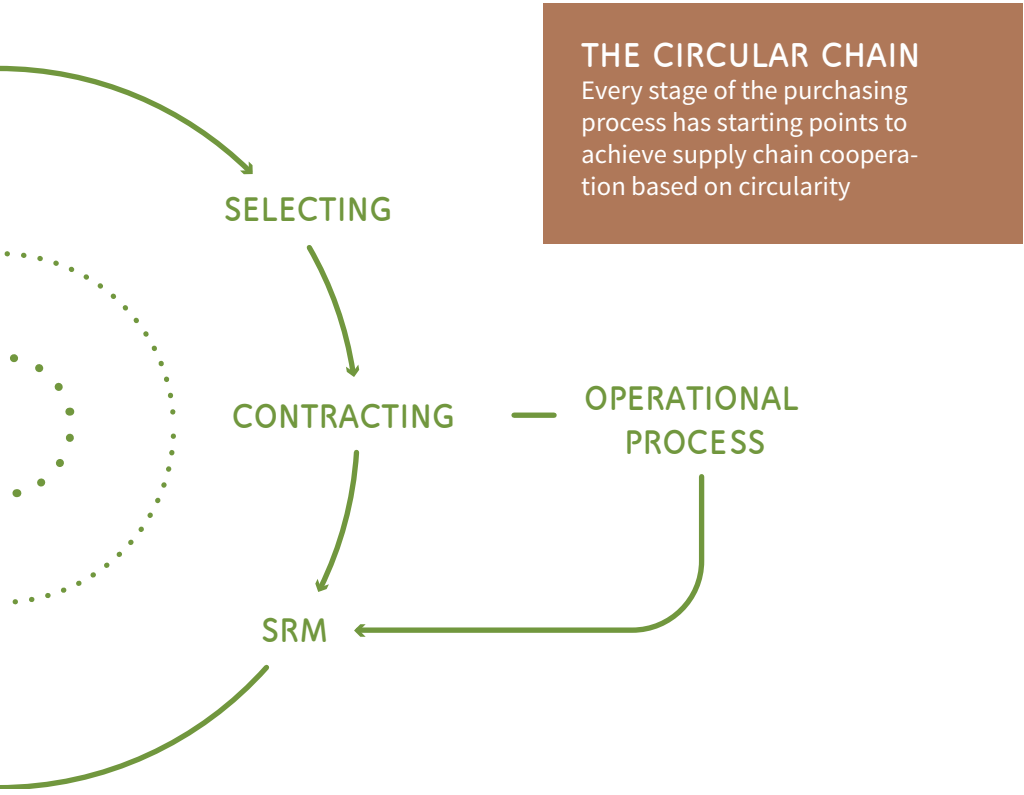 THE CIRCULAR CHAIN
Every stage of the purchasing
process has starting points to
achieve supply chain coopera-
tion based on circularity
SELECTING
CONTRACTING
OPERATIONAL
PROCESS
SRM